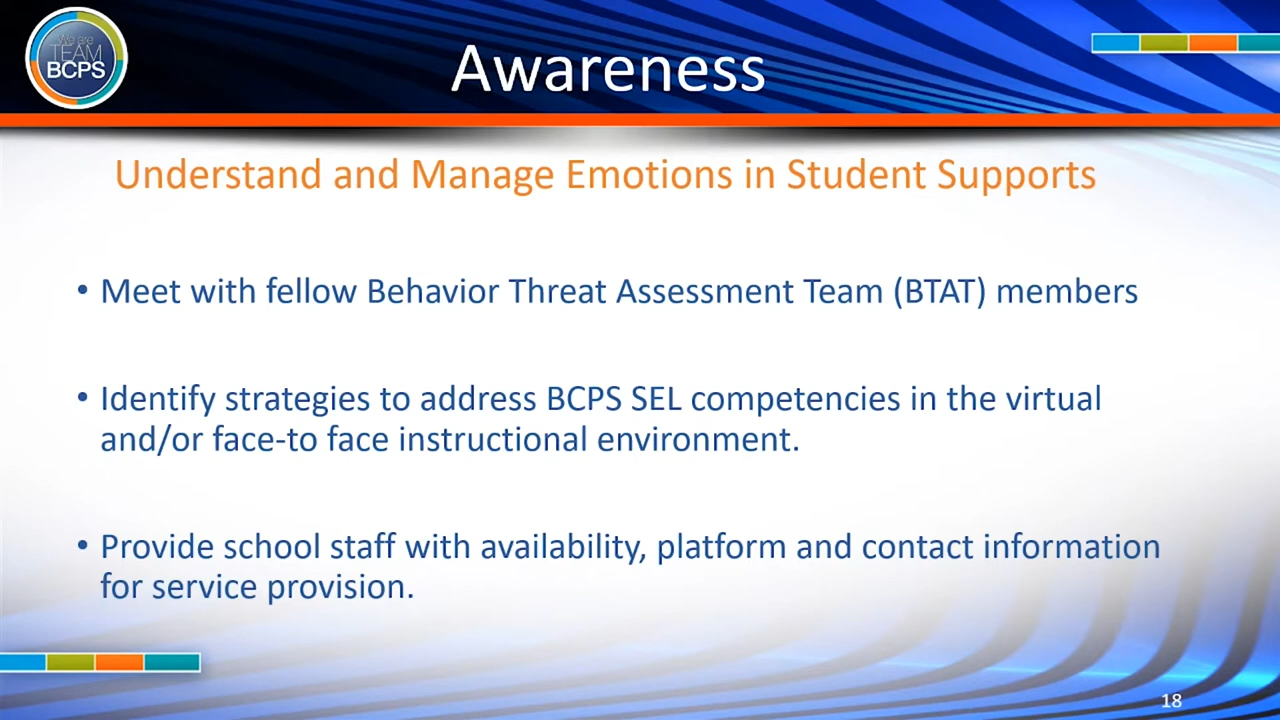 We are
TEAM
BCPS
Awareness
Understand and Manage Emotions in Student Supports
• Meet with fellow Behavior Threat Assessment Team (BTAT) members
• Identify strategies to address BCPS SEL competencies in the virtual
and/or face-to face instructional environment.
• Provide school staff with availability, platform and contact information
for service provision.
18